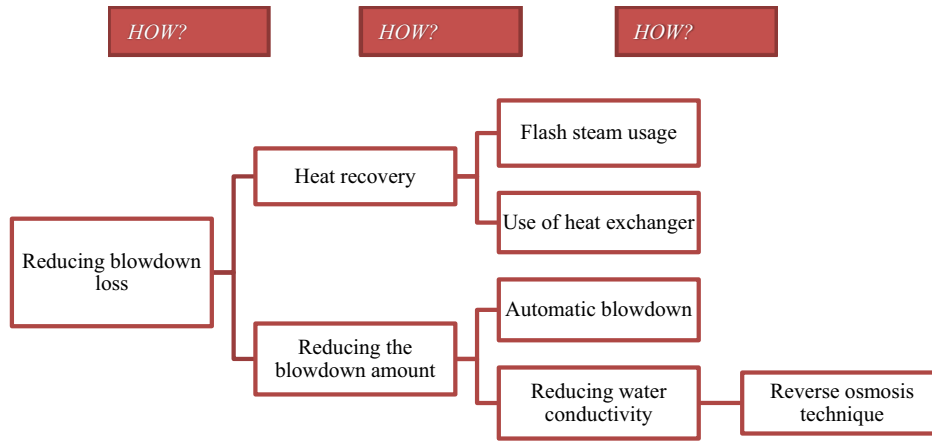 HOW?
HOW?
HOW?
Flash steam usage
Heat recovery
Use of heat exchanger
Reducing blowdown
loss
Automatic blowdown
Reducing the
blowdown amount
Reducing water
conductivity
Reverse osmosis
technique